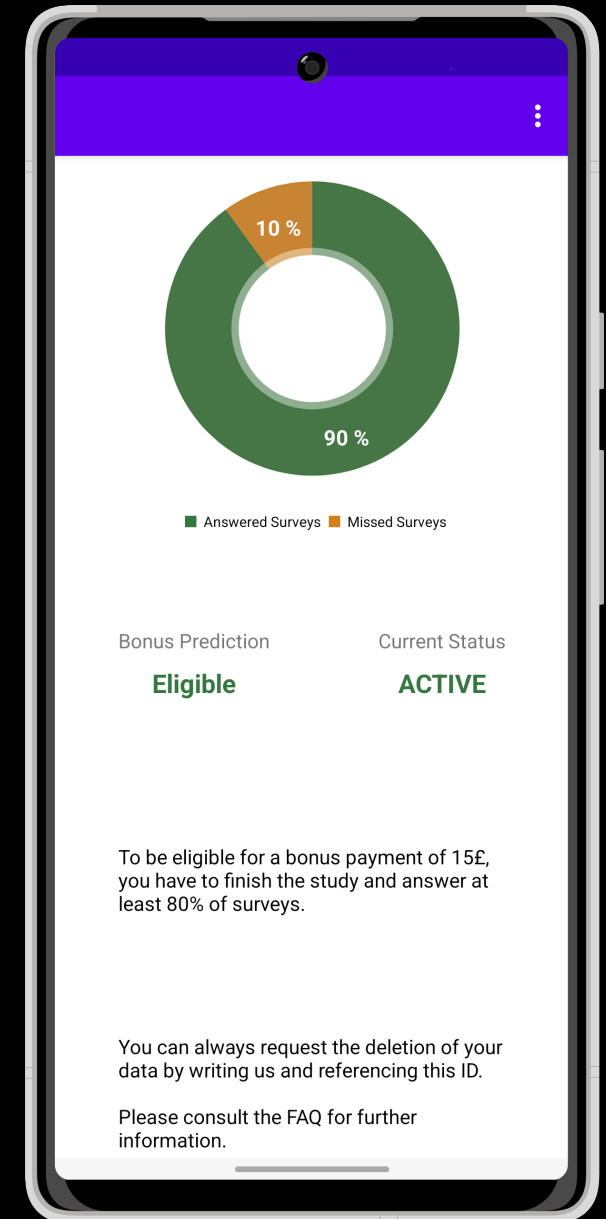 10 %
90 %
Answered Surveys Missed Surveys
Bonus Prediction Current Status
Eligible ACTIVE
To be eligible for a bonus payment of 15£,
you have to finish the study and answer at
least 80% of surveys.
You can always request the deletion of your
data by writing us and referencing this ID.
Please consult the FAQ for further
information.